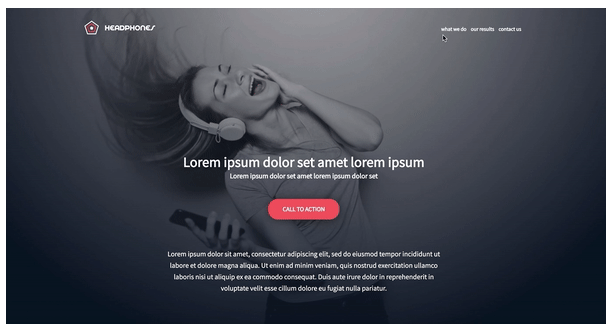 HEADPHONES
what we do our results contact us
Lorem ipsum dolor set amet lorem ipsum
Lorem ipsum dolor set amet lorem ipsum dolor set
CALL TO ACTION
Lorem ipsum dolor sit amet, consectetur adipiscing elit, sed do eiusmod tempor incididunt ut
labore et dolore magna aliqua. Ut enim ad minim veniam, quis nostrud exercitation ullamco
laboris nisi ut aliquip ex ea commodo consequat. Duis aute irure dolor in reprehenderit in
voluptate velit esse cillum dolore eu fugiat nulla pariatur.